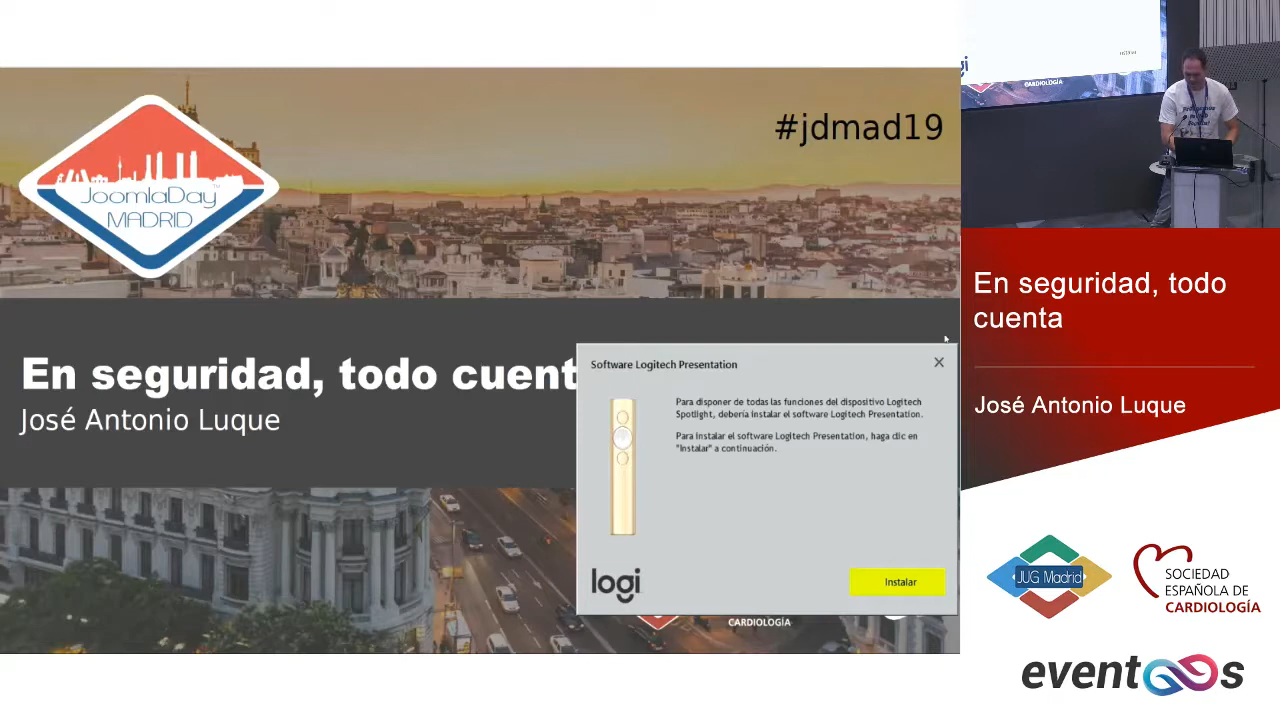 #jdmad19
JoomlaDay™
MADRID
En seguridad, todo cuent
José Antonio Luque
Software Logitech Presentation
Para disponer de todas las funciones del dispositivo Logitech
Spotlight, debería instalar el software Logitech Presentation.
Para instalar el software Logitech Presentation, haga clic en
"Instalar" a continuación.
logi
Instalar
CARDIOLOGÍA
CARDIOLOGÍA
En seguridad, todo
cuenta
José Antonio Luque
JUG Madrid
SOCIEDAD
ESPAÑOLA DE
CARDIOLOGÍA
eventoos